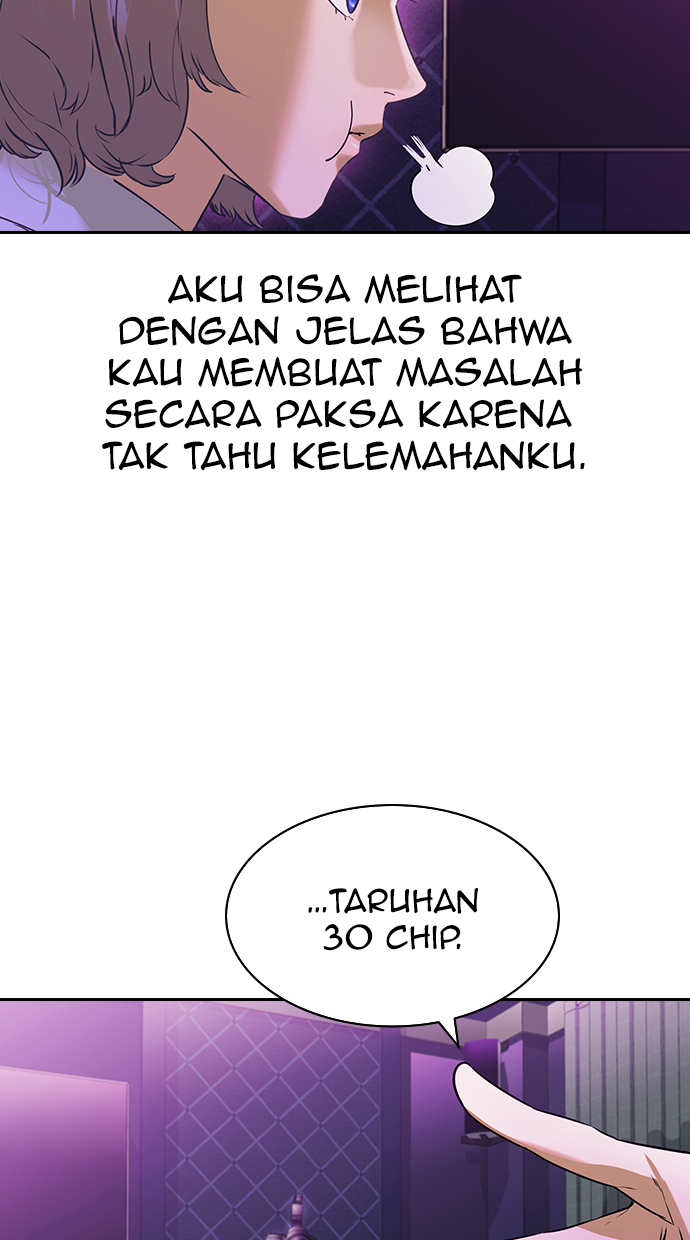 AKU BISA MELIHAT
DENGAN JELAS BAHWA
KAU MEMBUAT MASALAH
SECARA PAKSA KARENA
TAK TAHU KELEMAHANKU.
...TARUHAN
30 CHIP.